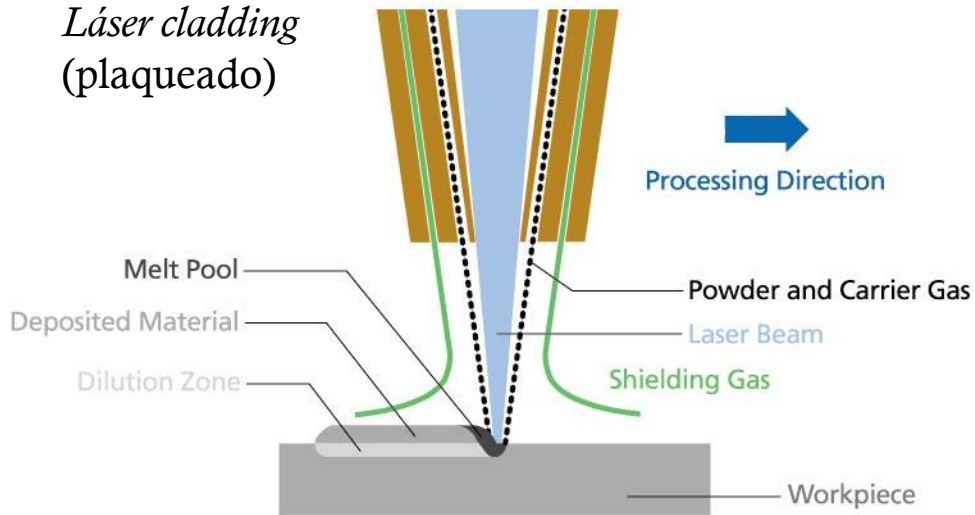 Láser cladding
(plaqueado)
Processing Direction
Melt Pool
Powder and Carrier Gas
Deposited Material
Laser Beam
Dilution Zone
Shielding Gas
Workpiece